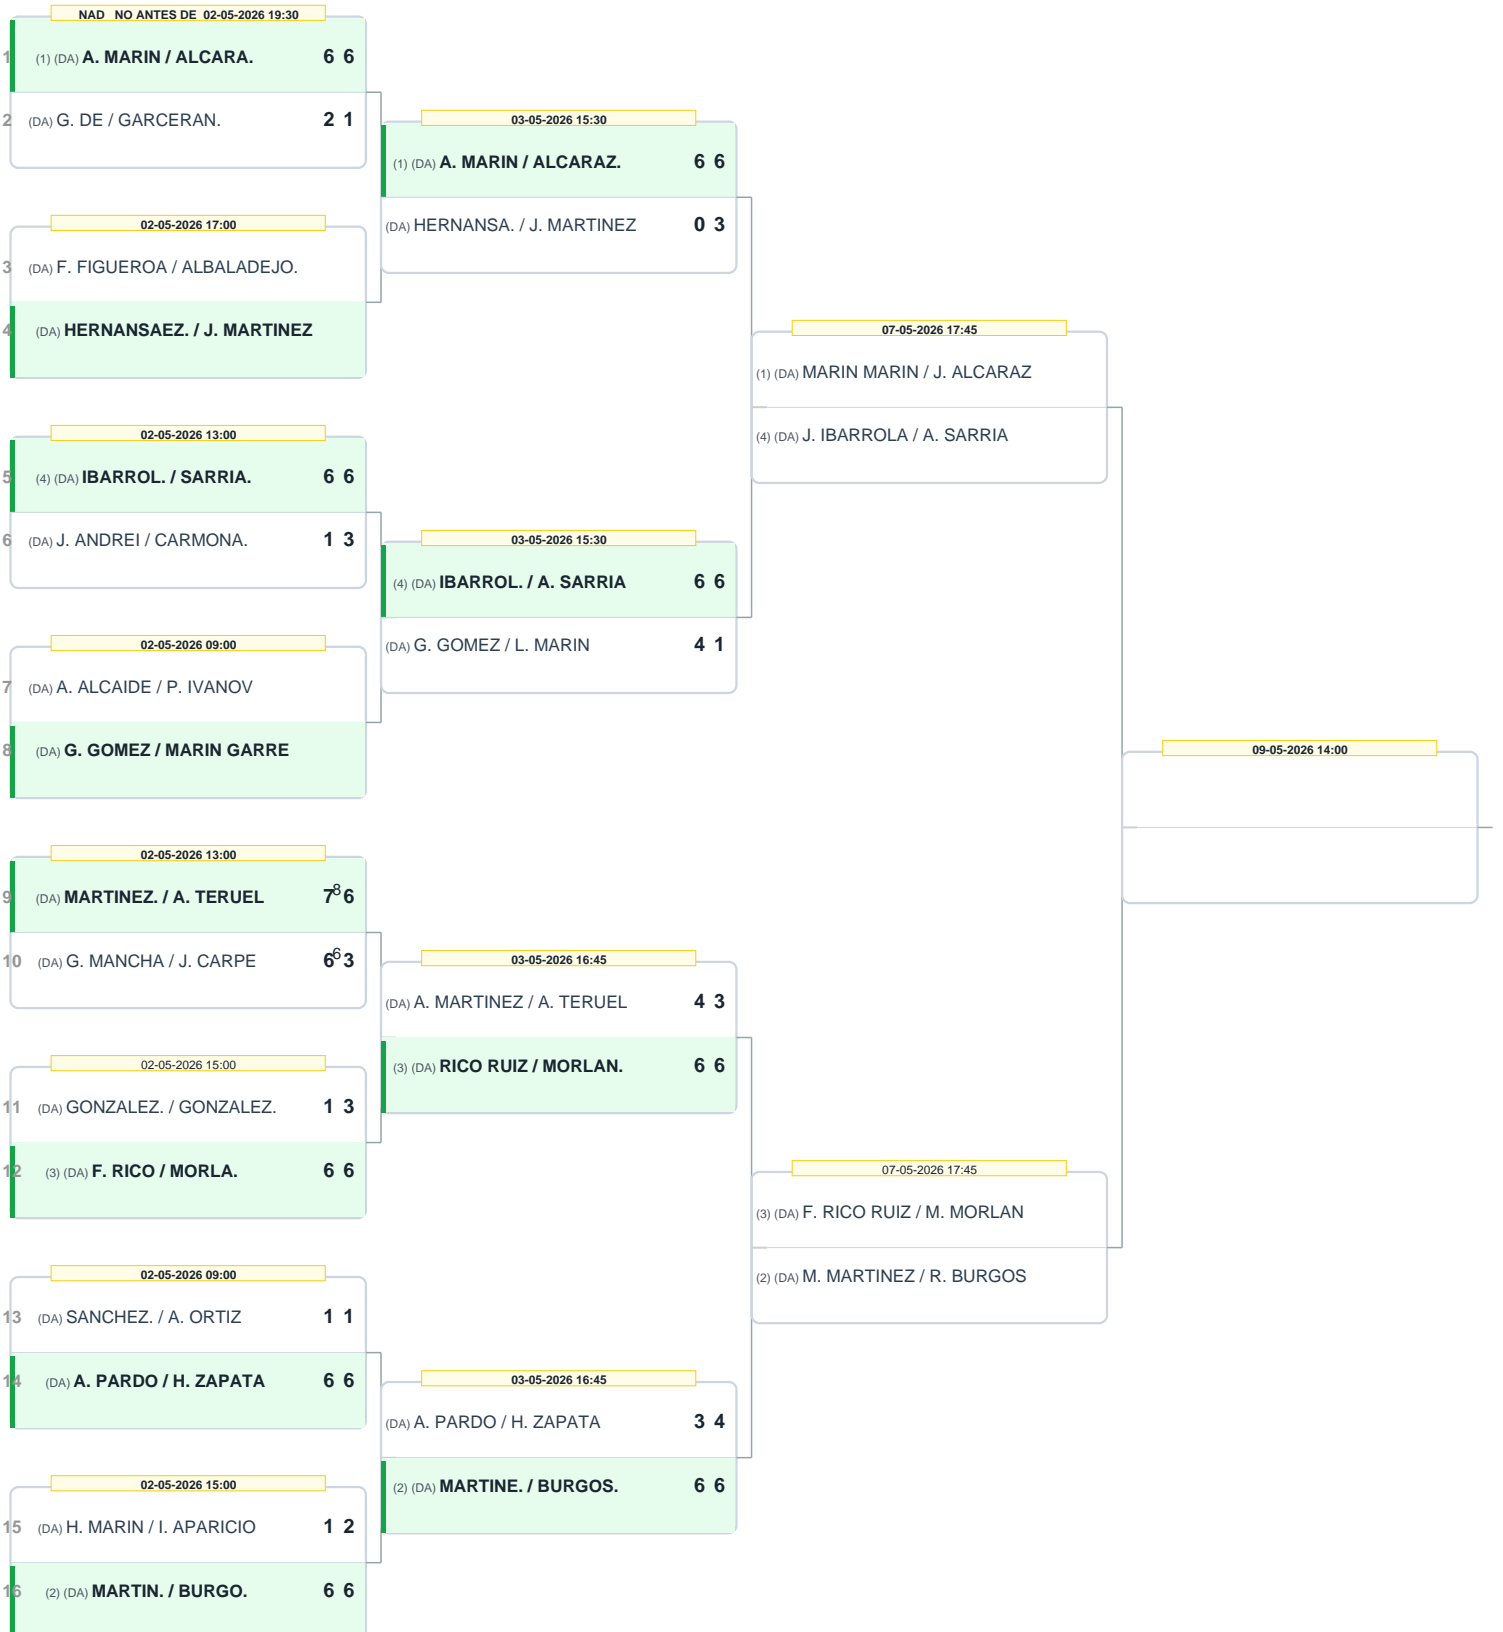 NAD NO ANTES DE 02-05-2026 19:30
1 (1) (DA) A. MARIN / ALCARA. 6 6
2 (DA) G. DE / GARCERAN. 2 1
02-05-2026 17:00
3 (DA) F. FIGUEROA / ALBALADEJO.
4 (DA) HERNANSAEZ. / J. MARTINEZ
02-05-2026 13:00
5 (4) (DA) IBARROL. / SARRIA. 6 6
6 (DA) J. ANDREI / CARMONA. 1 3
02-05-2026 09:00
7 (DA) A. ALCAIDE / P. IVANOV
8 (DA) G. GOMEZ / MARIN GARRE
02-05-2026 13:00
9 (DA) MARTINEZ. / A. TERUEL 7 8 6
10 (DA) G. MANCHA / J. CARPE 6 6 3
02-05-2026 15:00
11 (DA) GONZALEZ. / GONZALEZ. 1 3
12 (3) (DA) F. RICO / MORLA. 6 6
02-05-2026 09:00
13 (DA) SANCHEZ. / A. ORTIZ 1 1
14 (DA) A. PARDO / H. ZAPATA 6 6
02-05-2026 15:00
15 (DA) H. MARIN / I. APARICIO 1 2
16 (2) (DA) MARTIN. / BURGO. 6 6
03-05-2026 15:30
(1) (DA) A. MARIN / ALCARAZ. 6 6
(DA) HERNANSA. / J. MARTINEZ 0 3
03-05-2026 15:30
(4) (DA) IBARROL. / A. SARRIA 6 6
(DA) G. GOMEZ / L. MARIN 4 1
03-05-2026 16:45
(DA) A. MARTINEZ / A. TERUEL 4 3
(3) (DA) RICO RUIZ / MORLAN. 6 6
03-05-2026 16:45
(DA) A. PARDO / H. ZAPATA 3 4
(2) (DA) MARTINE. / BURGOS. 6 6
07-05-2026 17:45
(1) (DA) MARIN MARIN / J. ALCARAZ
(4) (DA) J. IBARROLA / A. SARRIA
07-05-2026 17:45
(3) (DA) F. RICO RUIZ / M. MORLAN
(2) (DA) M. MARTINEZ / R. BURGOS
09-05-2026 14:00